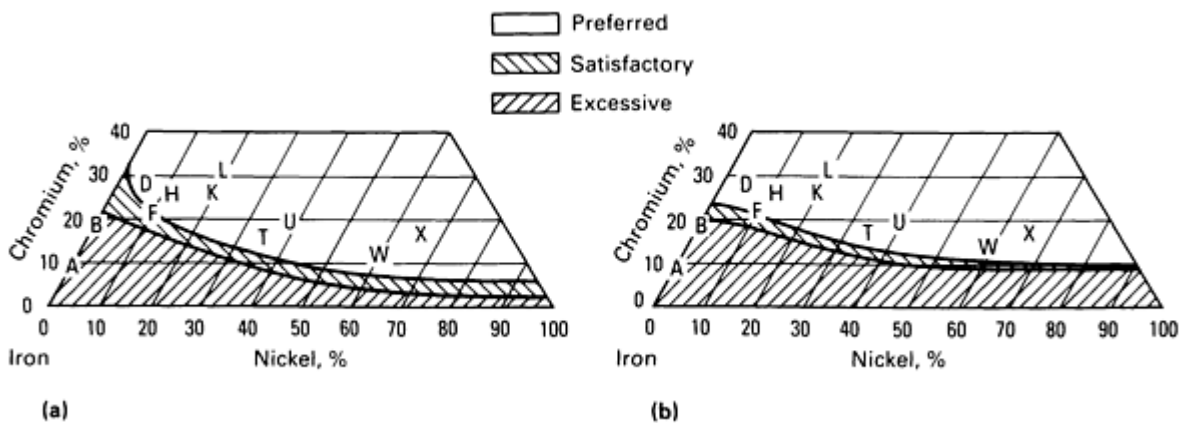 Preferred
Satisfactory
Excessive
Chromium, %
40
30
20
10
0
D
H
L
K
F
B
T
U
X
W
A
0 10 20 30 40 50 60 70 80 90 100
Iron Nickel, %
(a)
Chromium, %
40
30
20
10
0
D
H
L
K
F
B
T
U
X
W
A
0 10 20 30 40 50 60 70 80 90 100
Iron Nickel, %
(b)